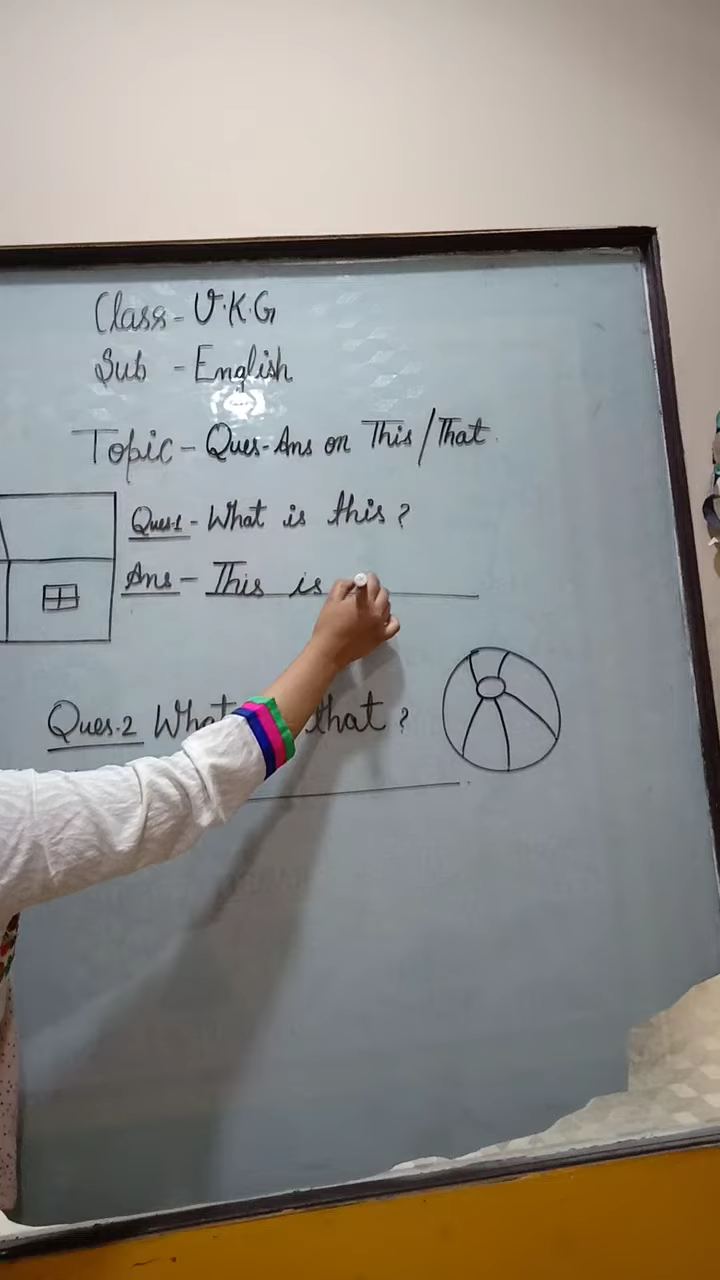 Class - U.K.G
Sub - English
Topic - Ques-Ans on This/That.
Ques.1 - What is this?
Ans - This is
Ques.2 What that?